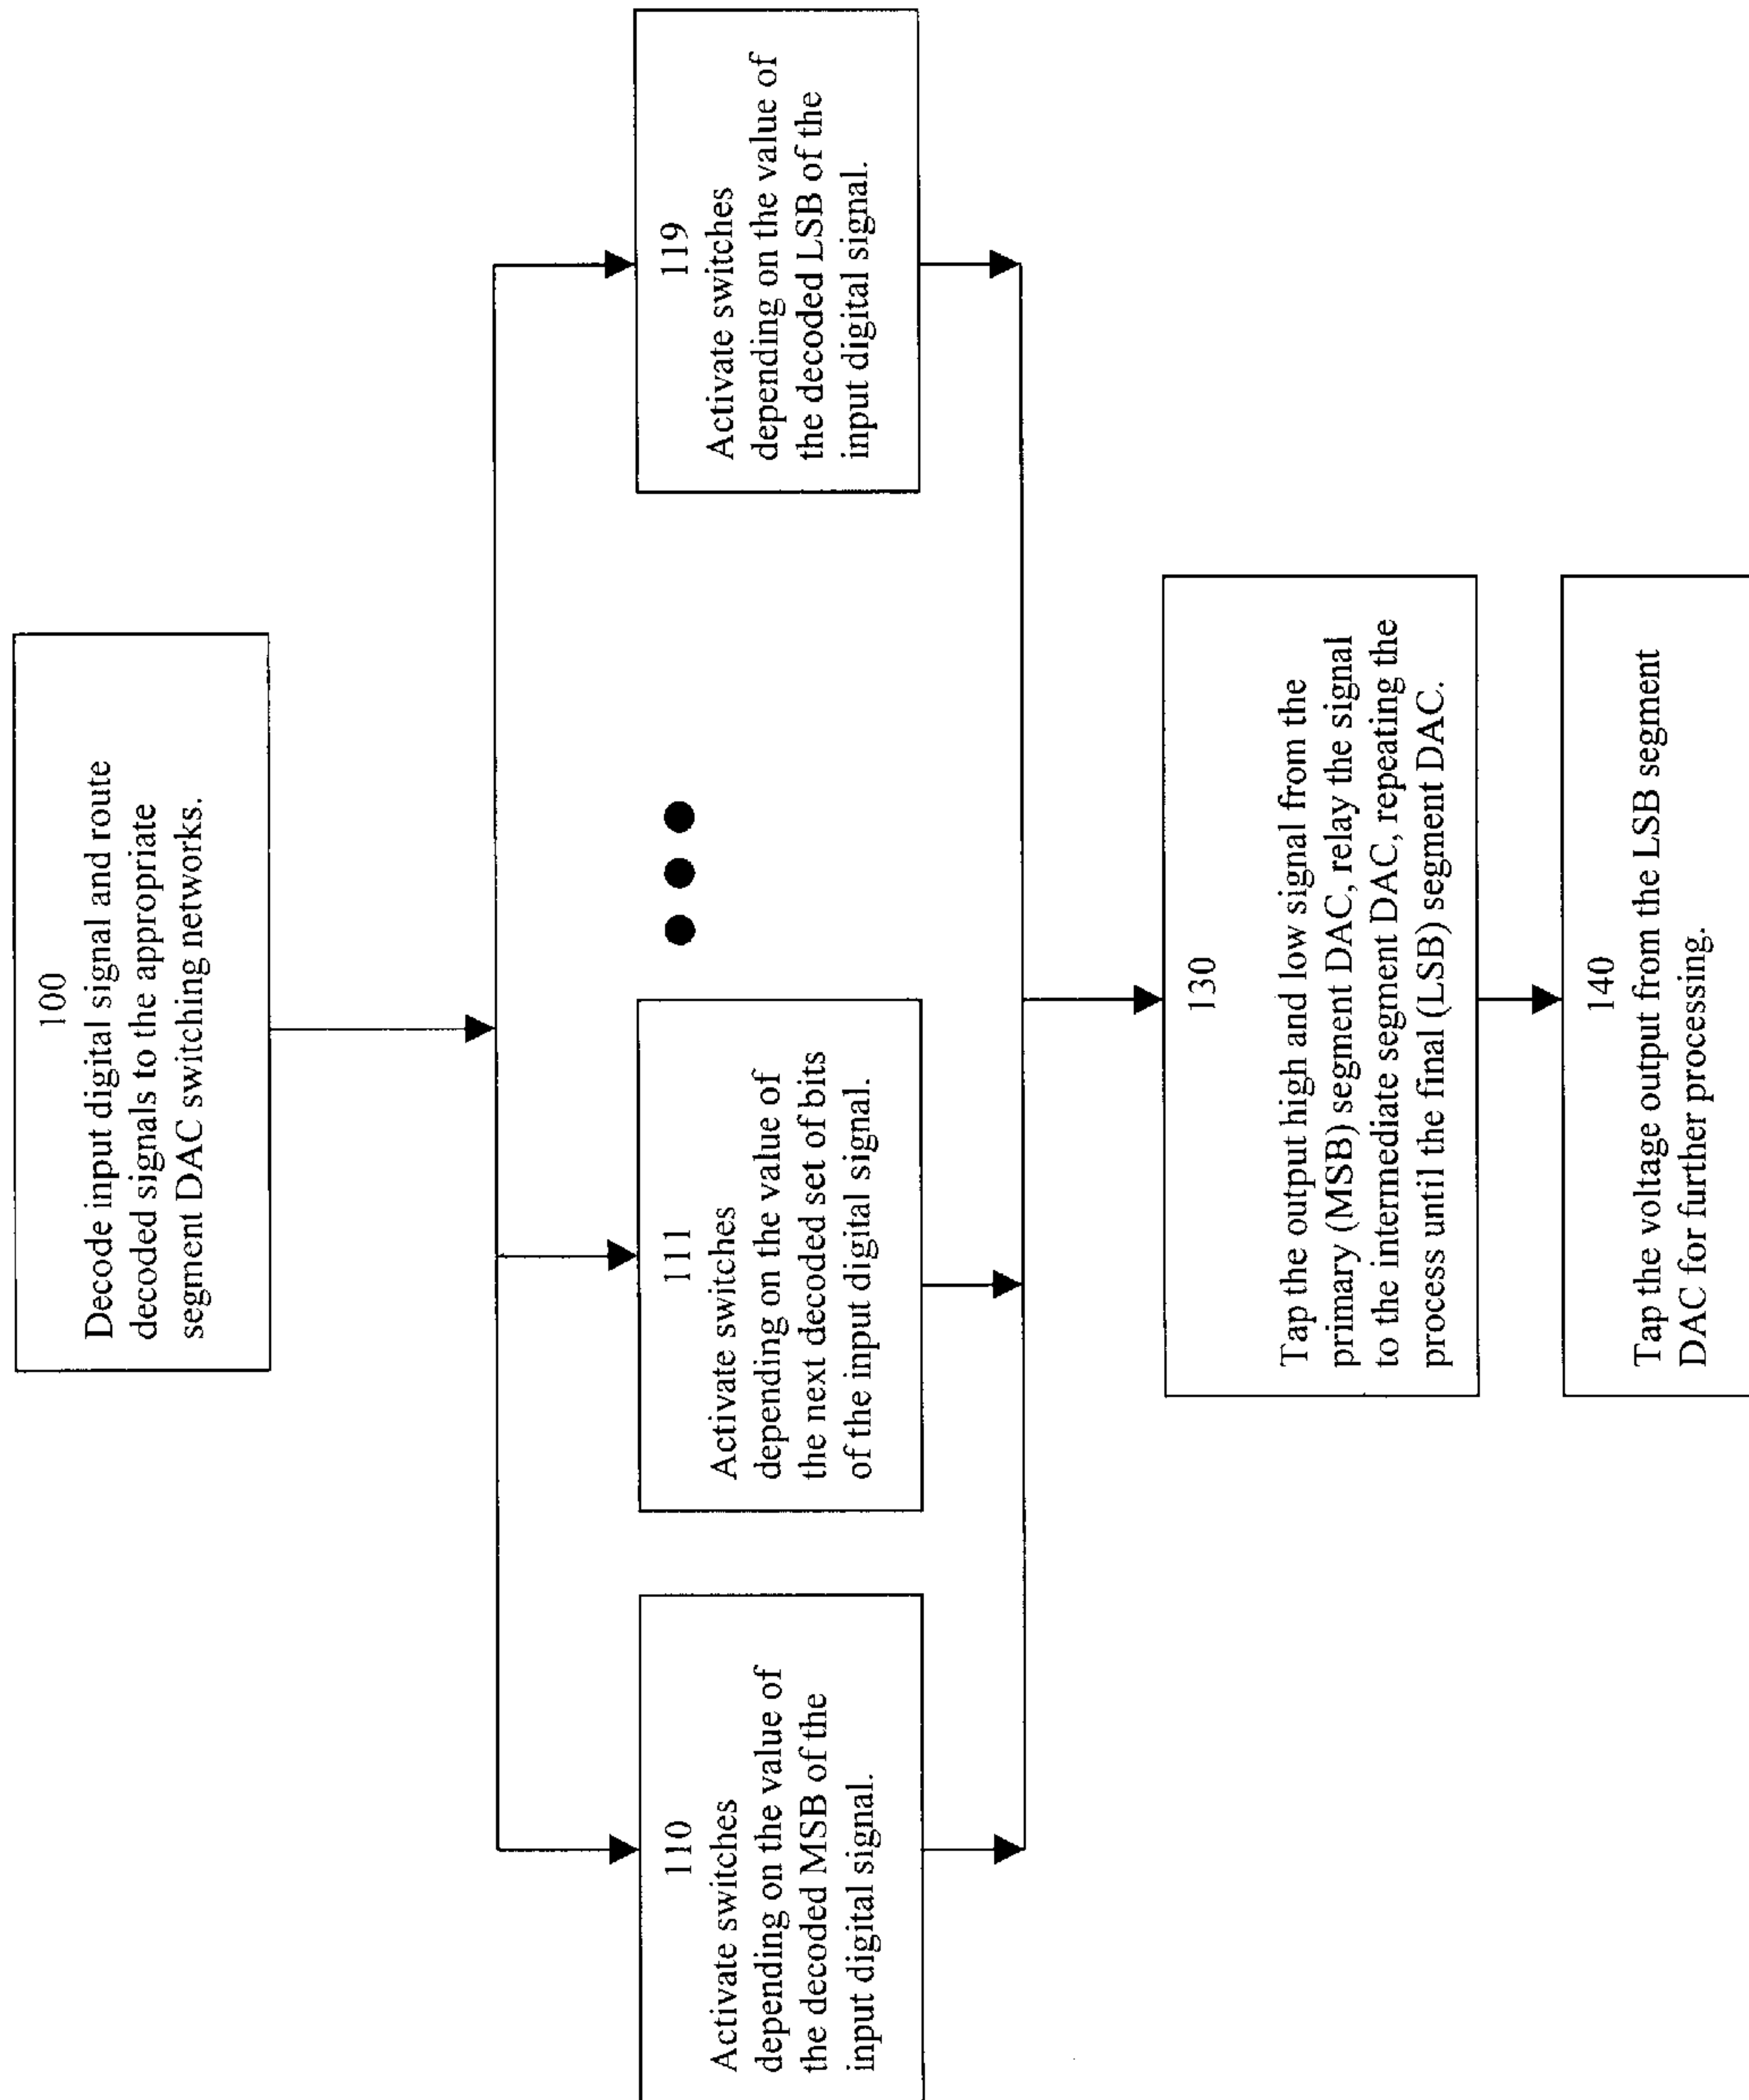 100
Decode input digital signal and route
decoded signals to the appropriate
segment DAC switching networks.
110
Activate switches
depending on the value of
the decoded MSB of the
input digital signal.
111
Activate switches
depending on the value of
the next decoded set of bits
of the input digital signal.
119
Activate switches
depending on the value of
the decoded LSB of the
input digital signal.
130
Tap the output high and low signal from the
primary (MSB) segment DAC, relay the signal
to the intermediate segment DAC, repeating the
process until the final (LSB) segment DAC.
140
Tap the voltage output from the LSB segment
DAC for further processing.